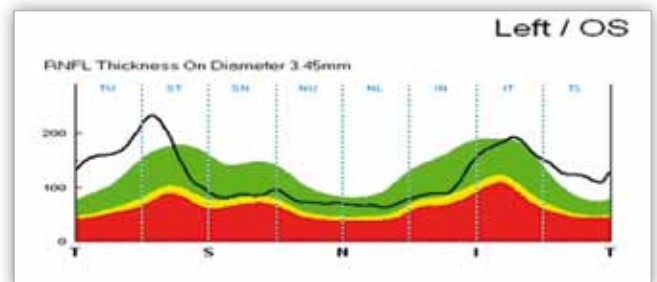 Left / OS
RNFL Thickness On Diameter 3.45mm
TU ST SN NU NL IN IT TL
200
100
0
T S N I T